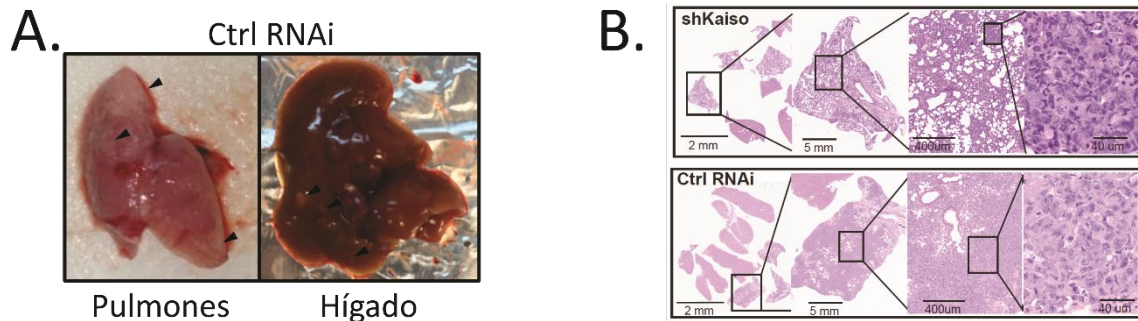 A.
Ctrl RNAi
Pulmones
Hígado
B.
shKaiso
2 mm
5 mm
400um
40 um
Ctrl RNAi
2 mm
5 mm
400um
40 um